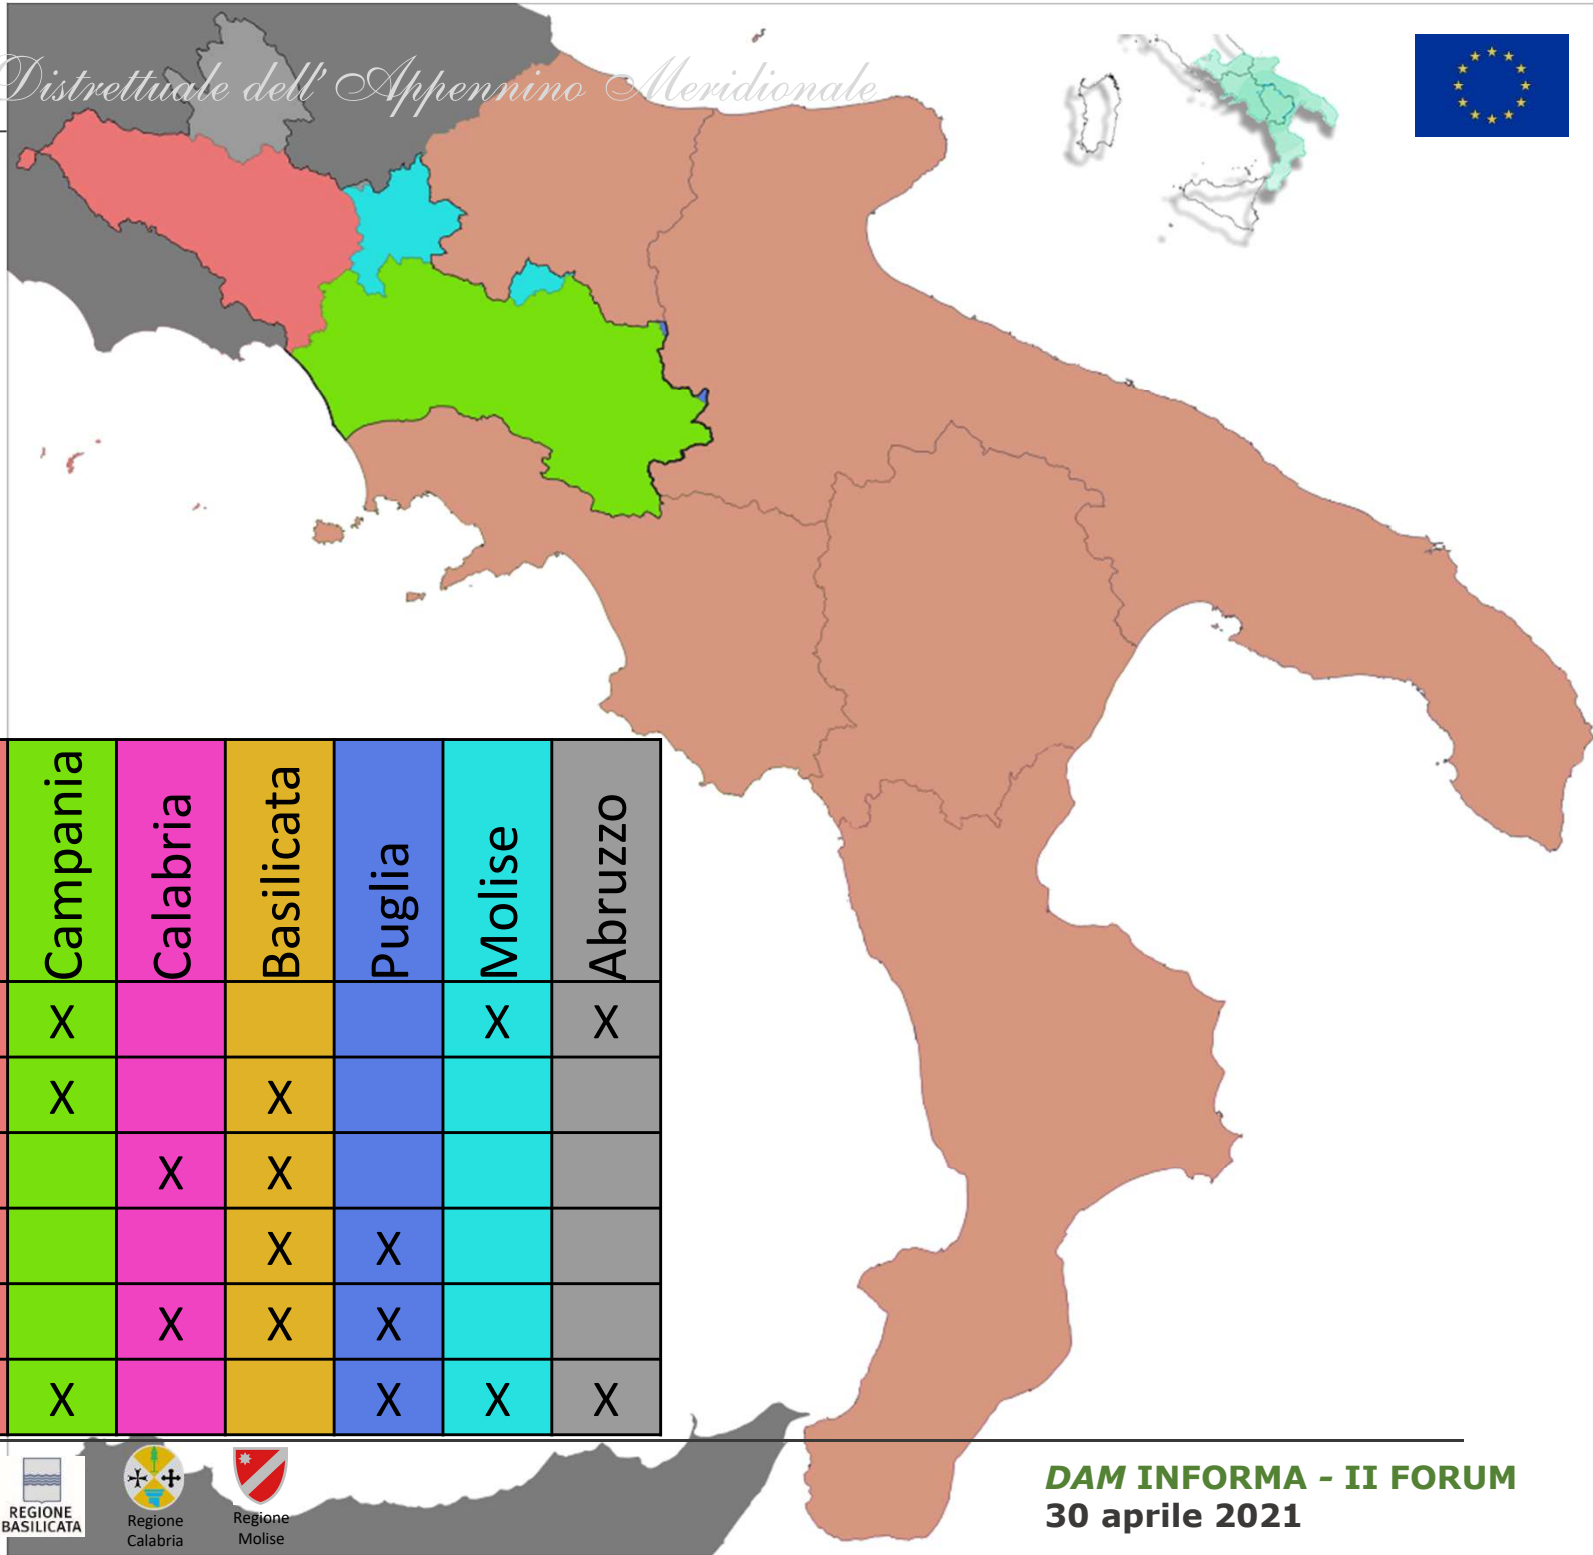 Distrettuale dell' Appennino Meridionale
Campania Calabria Basilicata Puglia Molise Abruzzo
X X X
X X
X X
X X
X X X
X X X X
REGIONE
BASILICATA
Regione
Calabria
Regione
Molise
DAM INFORMA - II FORUM
30 aprile 2021